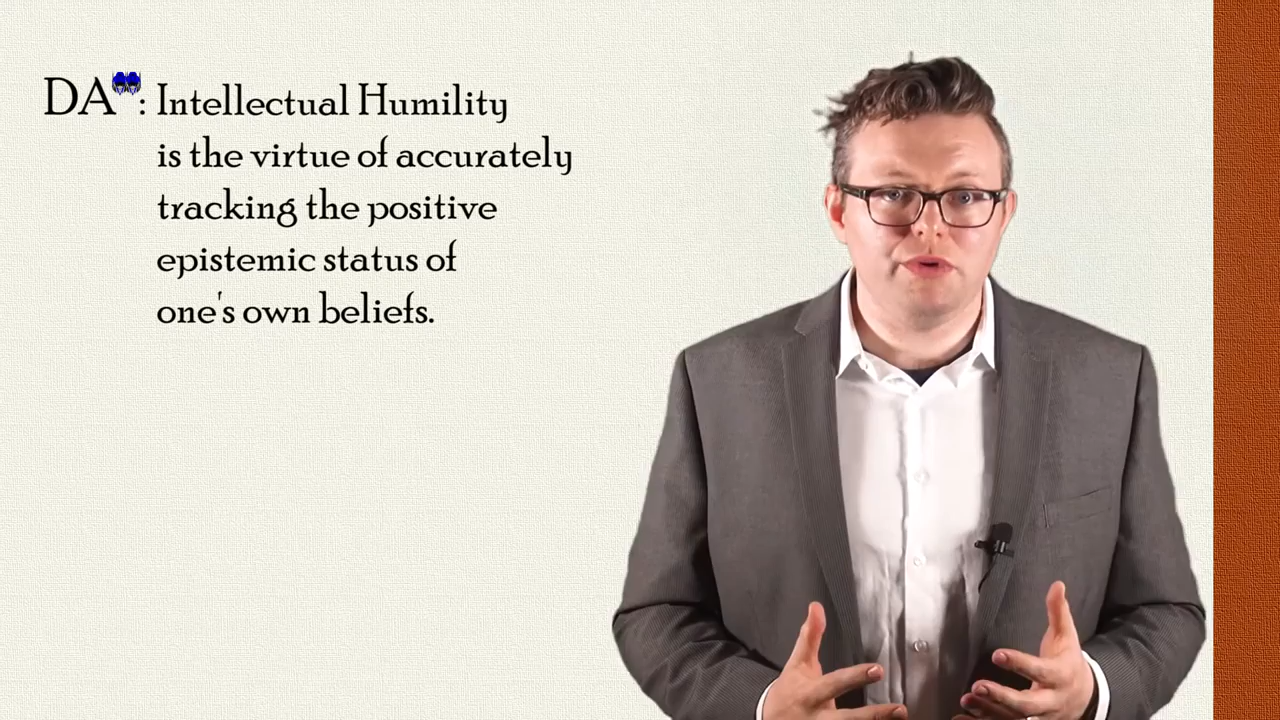 DA : Intellectual Humility
is the virtue of accurately
tracking the positive
epistemic status of
one's own beliefs.